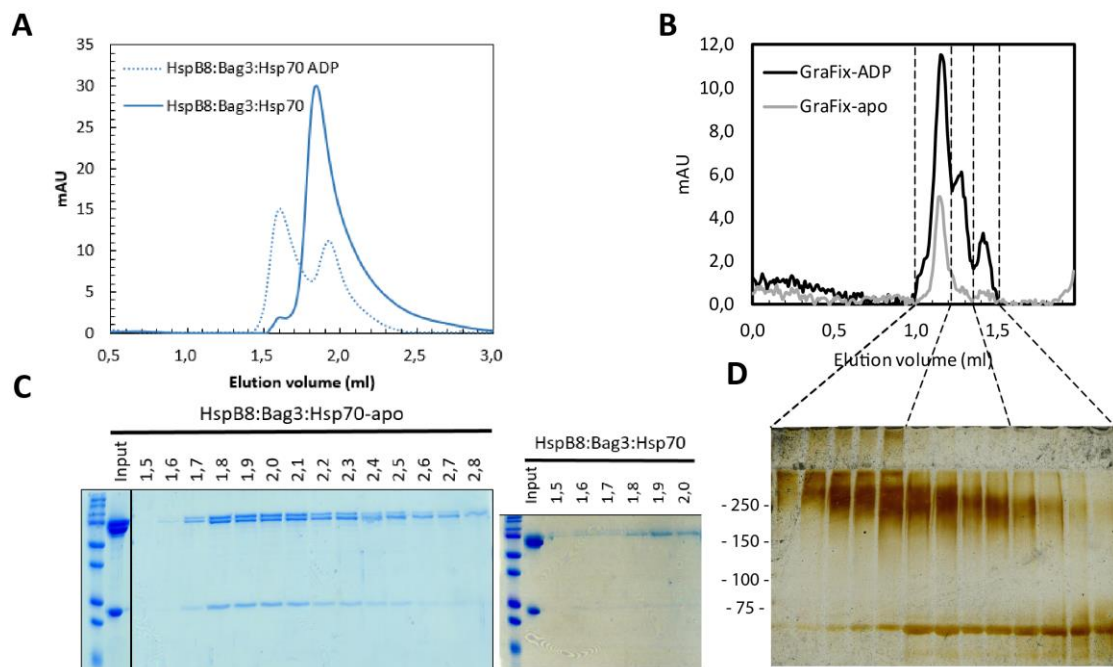 A
35
30
25
20
15
10
5
0
mAU
HspB8:Bag3:Hsp70 ADP
HspB8:Bag3:Hsp70
0,5 1,0 1,5 2,0 2,5 3,0
Elution volume (ml)
B
12,0
10,0
8,0
6,0
4,0
2,0
0,0
mAU
GraFix-ADP
GraFix-apo
0,0 0,5 1,0 1,5
Elution volume (ml)
C
HspB8:Bag3:Hsp70-apo
Input 1,5 1,6 1,7 1,8 1,9 2,0 2,1 2,2 2,3 2,4 2,5 2,6 2,7 2,8
HspB8:Bag3:Hsp70
Input 1,5 1,6 1,7 1,8 1,9 2,0
D
- 250 -
- 150 -
- 100 -
- 75 -